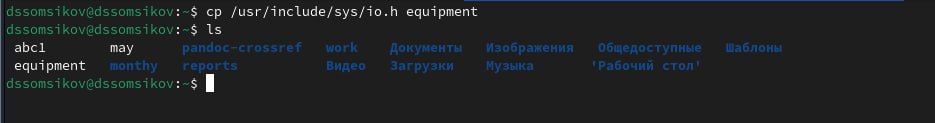 dssomsikov@dssomsikov:~$ cp /usr/include/sys/io.h equipment
dssomsikov@dssomsikov:~$ ls
abc1 may pandoc-crossref work Документы Изображения Общедоступные Шаблоны
equipment monthy reports Видео Загрузки Музыка 'Рабочий стол'
dssomsikov@dssomsikov:~$